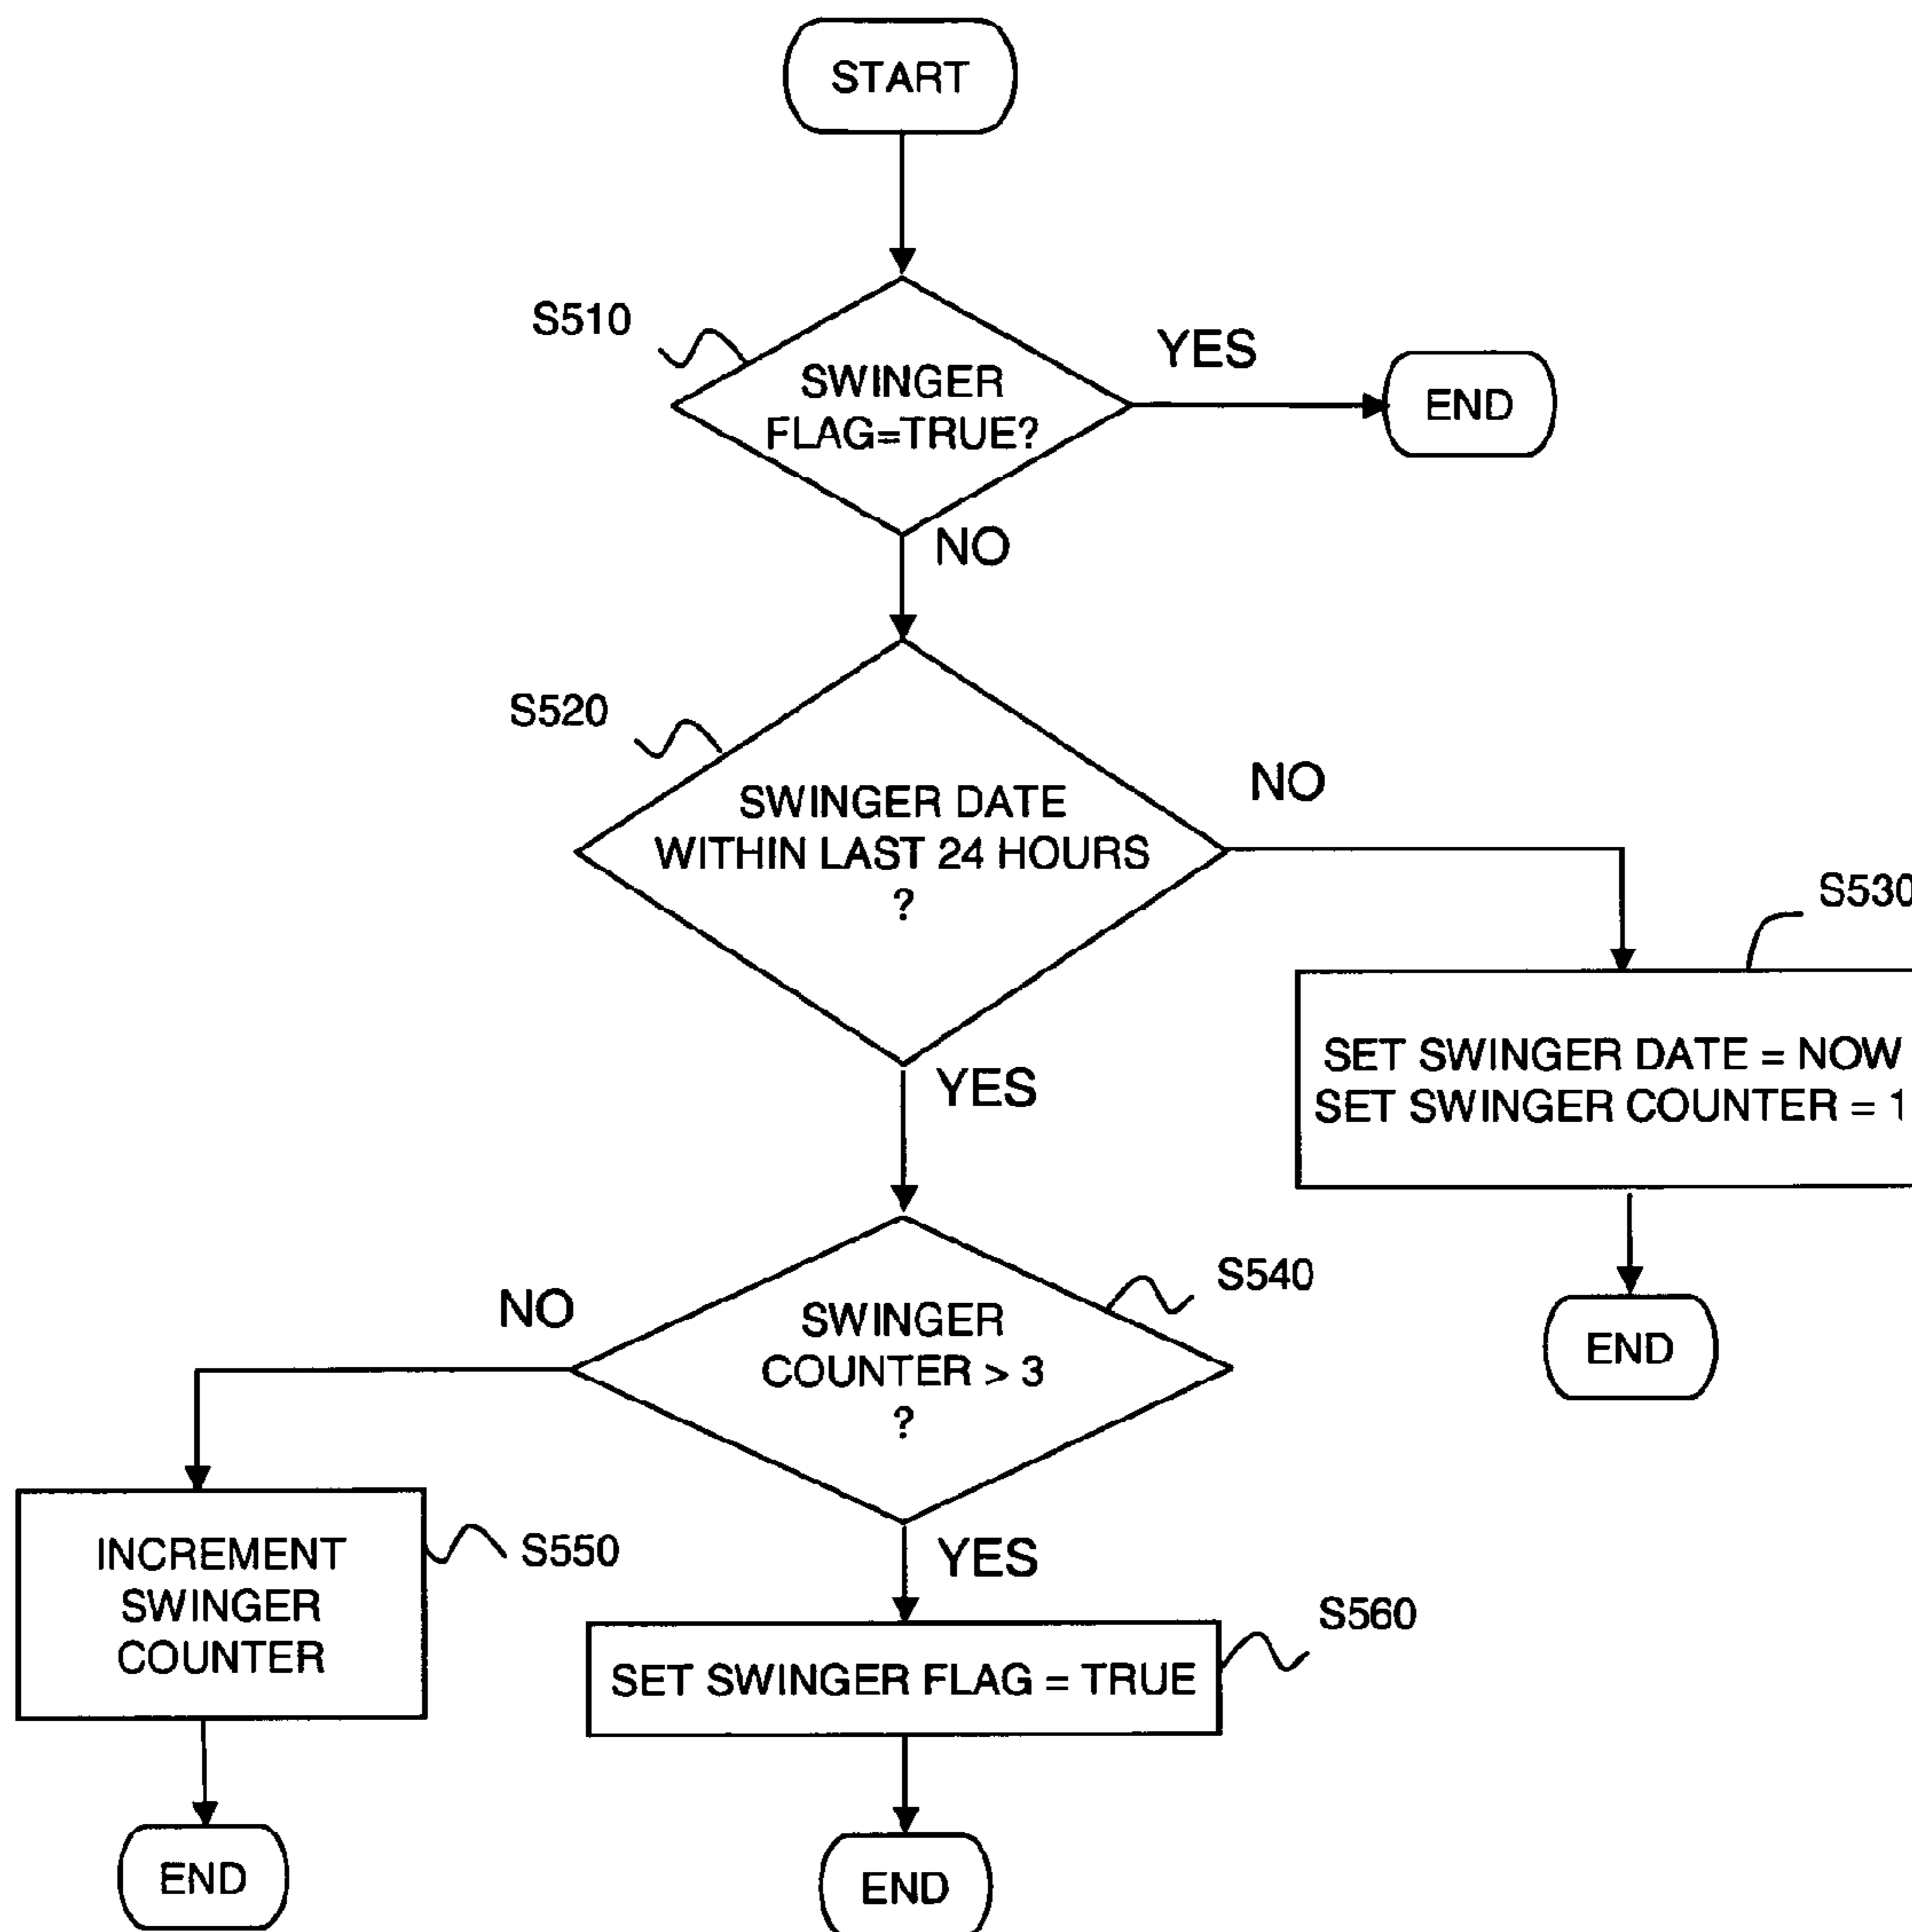 START
S510
SWINGER
FLAG=TRUE?
YES
END
NO
S520
SWINGER DATE
WITHIN LAST 24 HOURS
?
NO
S530
SET SWINGER DATE = NOW
SET SWINGER COUNTER = 1
END
YES
S540
SWINGER
COUNTER > 3
?
NO
INCREMENT
SWINGER
COUNTER
S550
END
YES
S560
SET SWINGER FLAG = TRUE
END